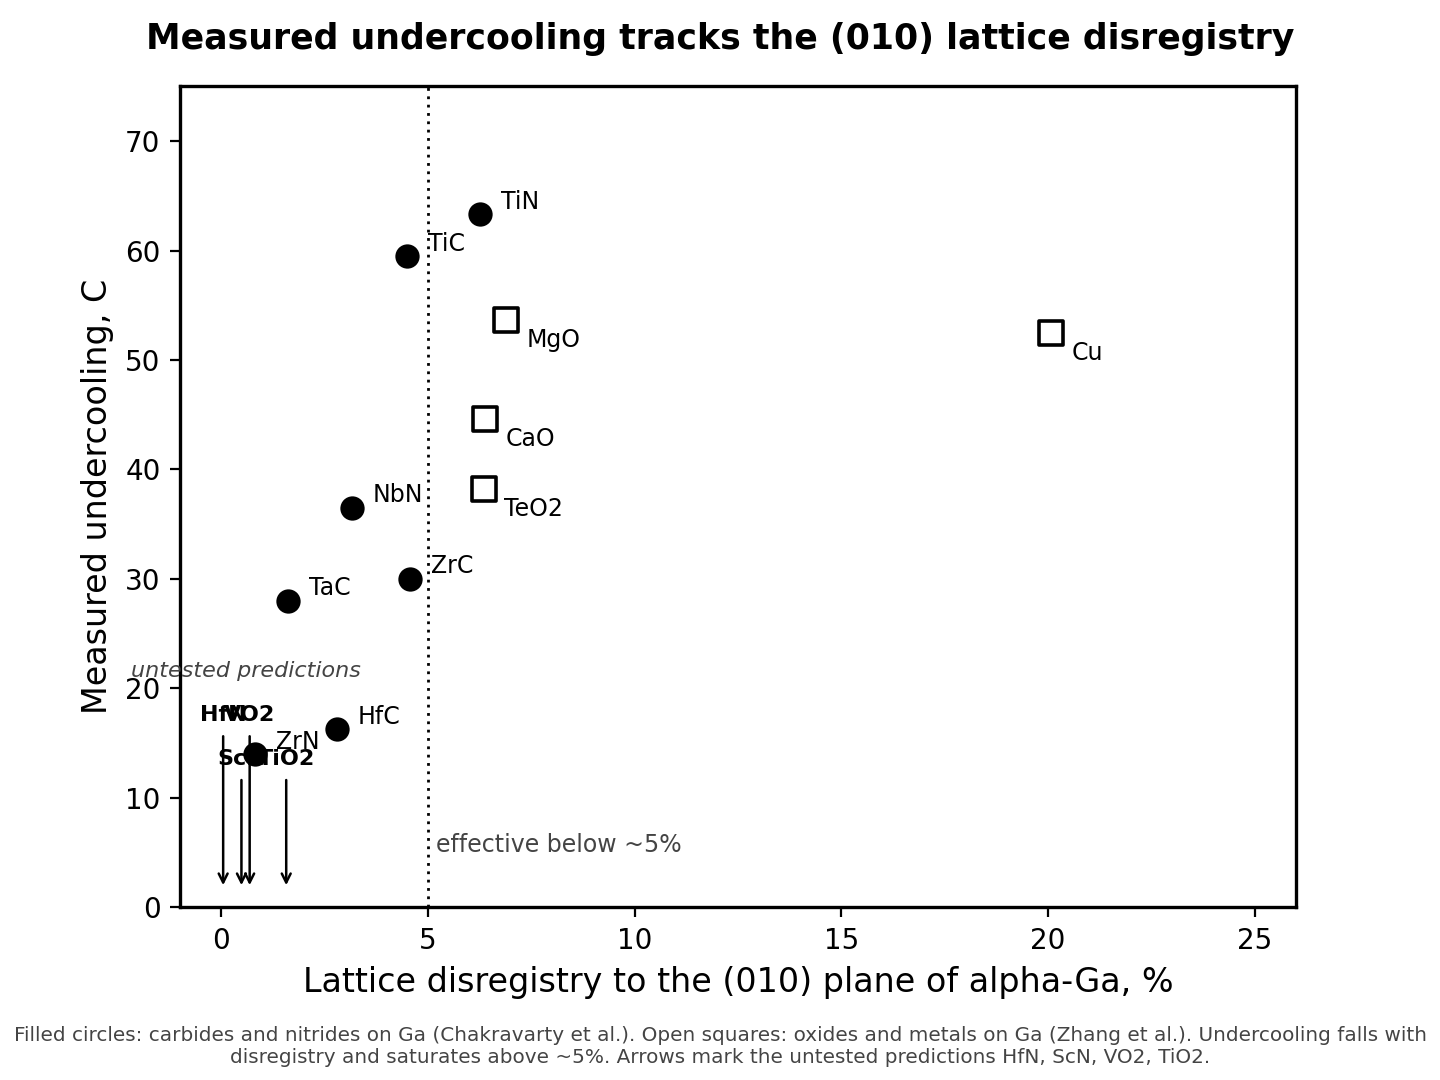 Measured undercooling tracks the (010) lattice disregistry
Measured undercooling, C
70
60
50
40
30
20
10
0
TiN
TiC
MgO
Cu
CaO
TeO2
NbN
ZrC
TaC
untested predictions
HfN
VO2
HfC
ZrN
ScN
TiO2
effective below ~5%
0
5
10
15
20
25
Lattice disregistry to the (010) plane of alpha-Ga, %
Filled circles: carbides and nitrides on Ga (Chakravarty et al.). Open squares: oxides and metals on Ga (Zhang et al.). Undercooling falls with
disregistry and saturates above ~5%. Arrows mark the untested predictions HfN, ScN, VO2, TiO2.